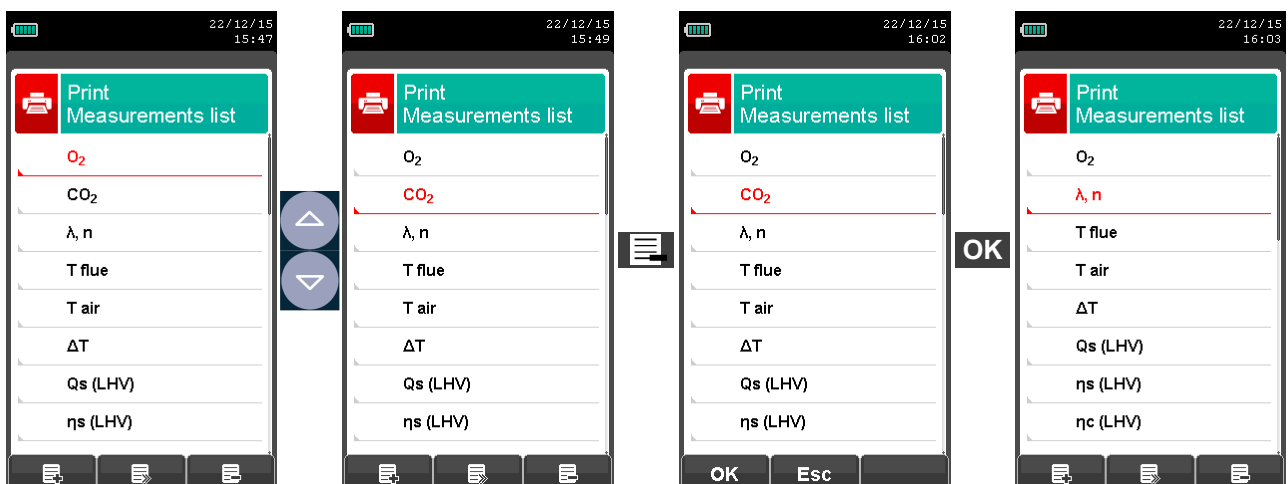 22/12/15
15:47
Print
Measurements list
O₂
CO₂
λ, n
T flue
T air
ΔT
Qs (LHV)
ηs (LHV)
22/12/15
15:49
Print
Measurements list
O₂
CO₂
λ, n
T flue
T air
ΔT
Qs (LHV)
ηs (LHV)
22/12/15
16:02
Print
Measurements list
O₂
CO₂
λ, n
T flue
T air
ΔT
Qs (LHV)
ηs (LHV)
OK Esc
OK
22/12/15
16:03
Print
Measurements list
O₂
λ, n
T flue
T air
ΔT
Qs (LHV)
ηs (LHV)
ηc (LHV)